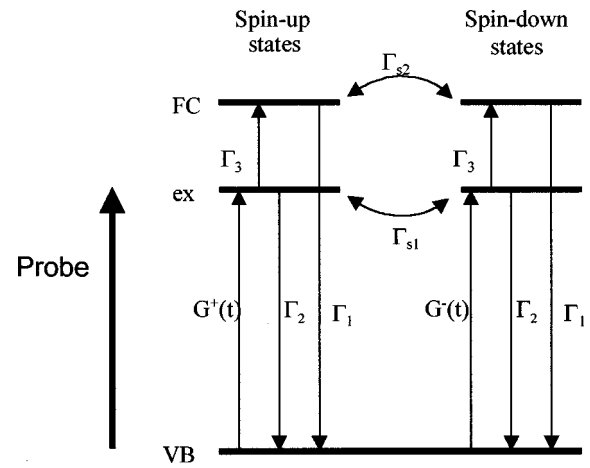 Spin-up
states
Spin-down
states
Γs2
FC
Γ3
Γ3
ex
Γs1
Probe
G⁺(t)
Γ2
Γ1
G⁻(t)
Γ2
Γ1
VB